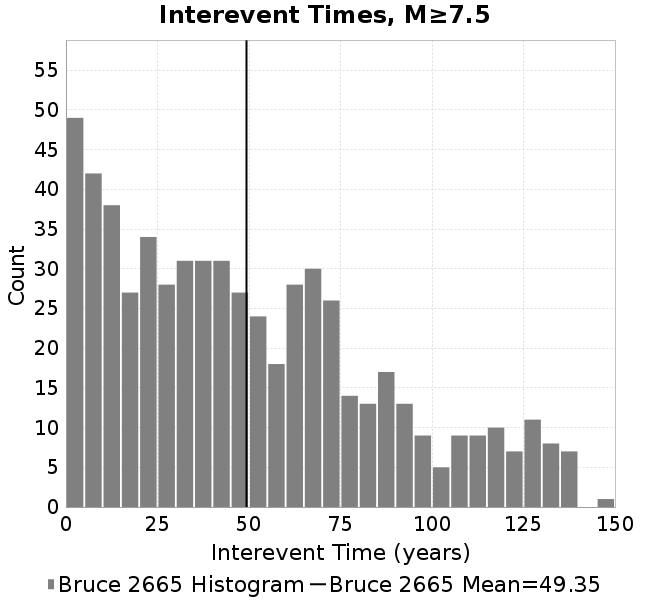 Interevent Times, M≥7.5
55
50
45
40
35
30
25
20
15
10
5
0
Count
0 25 50 75 100 125 150
Interevent Time (years)
Bruce 2665 Histogram Bruce 2665 Mean=49.35